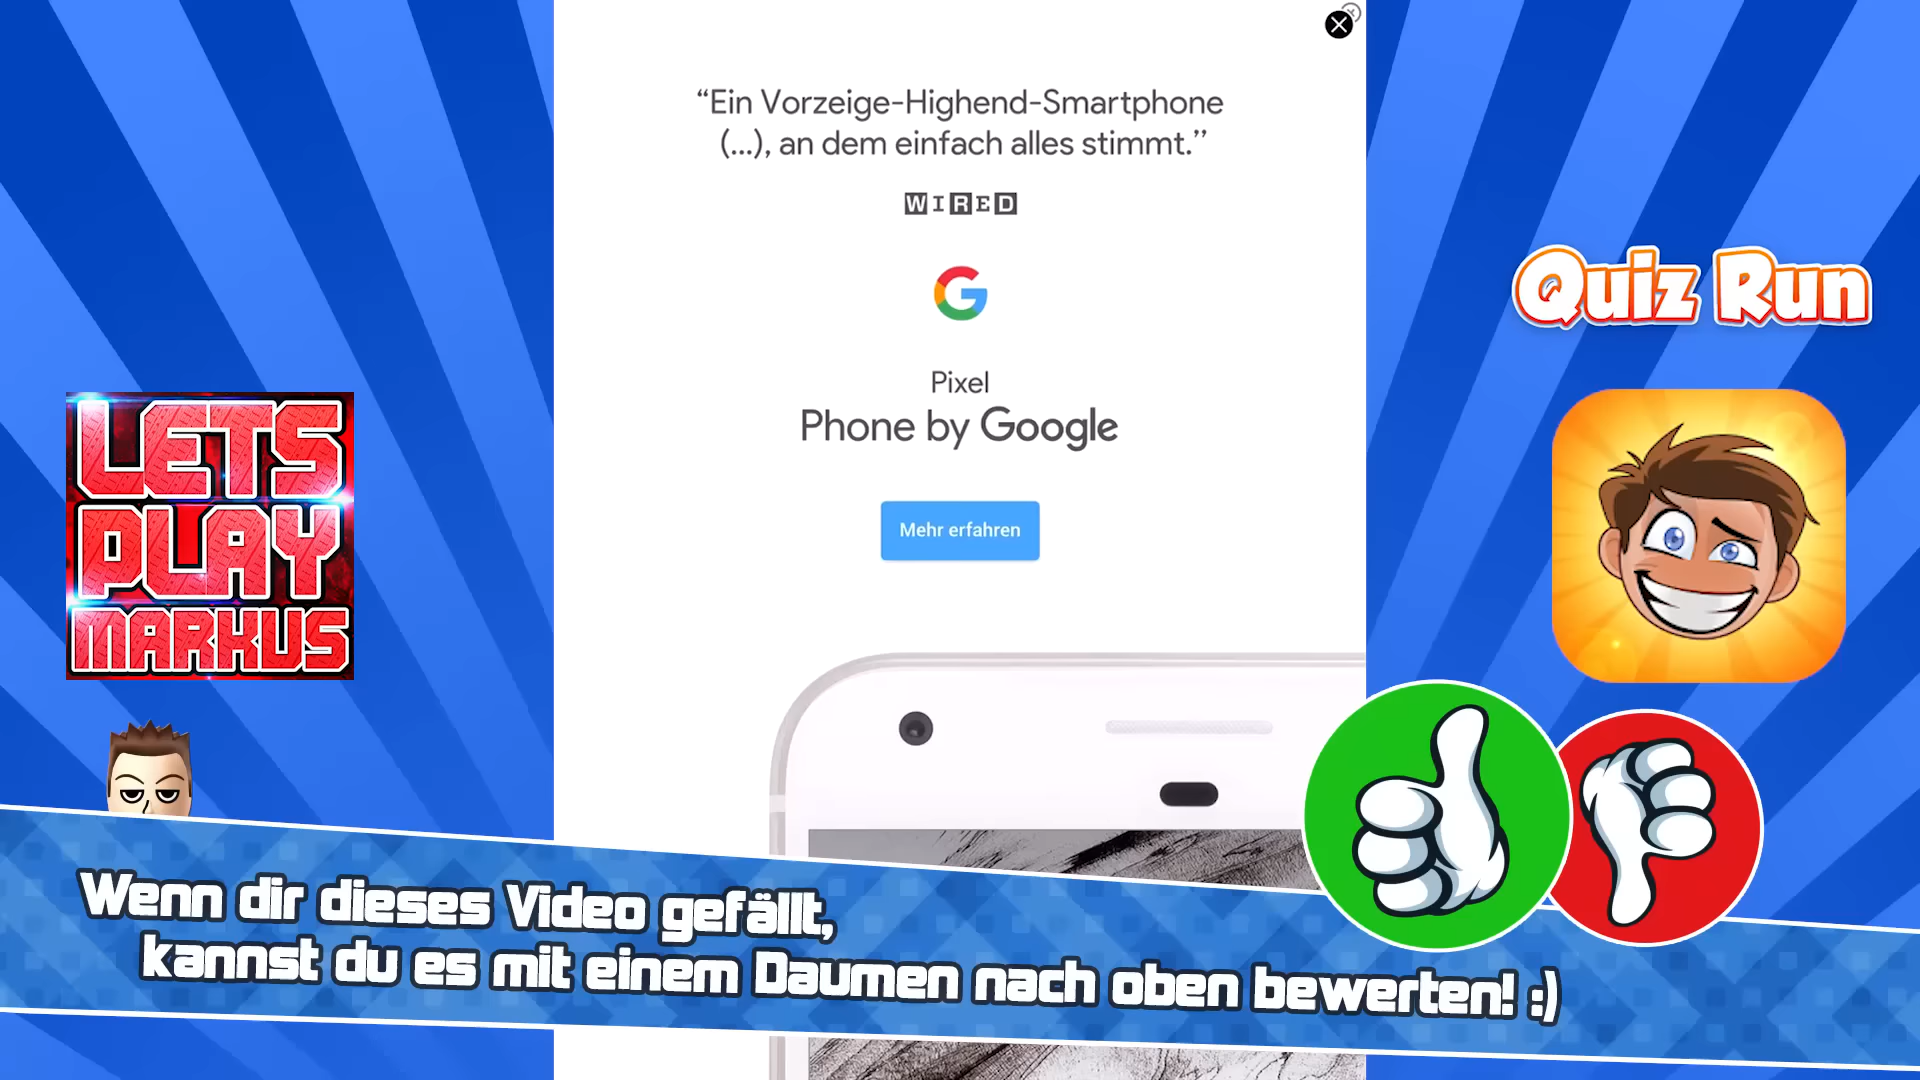 “Ein Vorzeige-Highend-Smartphone
(...), an dem einfach alles stimmt.”
WIRED
G
Pixel
Phone by Google
Mehr erfahren
LETS
PLAY
MARKUS
Quiz Run
Wenn dir dieses Video gefällt,
kannst du es mit einem Daumen nach oben bewerten! :)